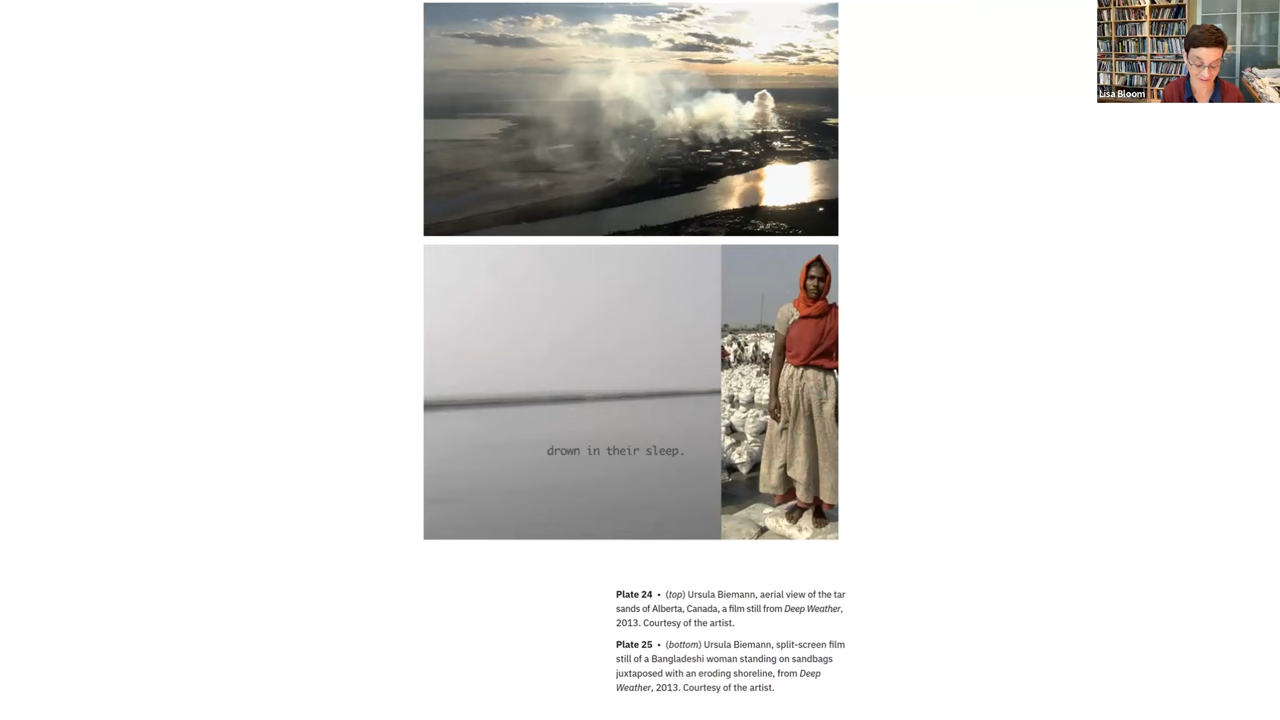 Lisa Bloom
drown in their sleep.
Plate 24 • (top) Ursula Biemann, aerial view of the tar
sands of Alberta, Canada, a film still from Deep Weather,
2013. Courtesy of the artist.
Plate 25 • (bottom) Ursula Biemann, split-screen film
still of a Bangladeshi woman standing on sandbags
juxtaposed with an eroding shoreline, from Deep
Weather, 2013. Courtesy of the artist.